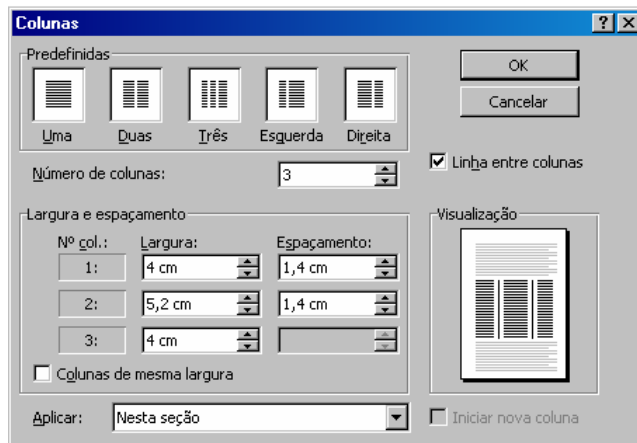 Colunas
Predefinidas
Uma Duas Três Esquerda Direita
OK
Cancelar
Número de colunas: 3
Linha entre colunas
Largura e espaçamento
Nº col.: Largura: Espaçamento:
1: 4 cm 1,4 cm
2: 5,2 cm 1,4 cm
3: 4 cm
Colunas de mesma largura
Visualização
Aplicar: Nesta seção
Iniciar nova coluna